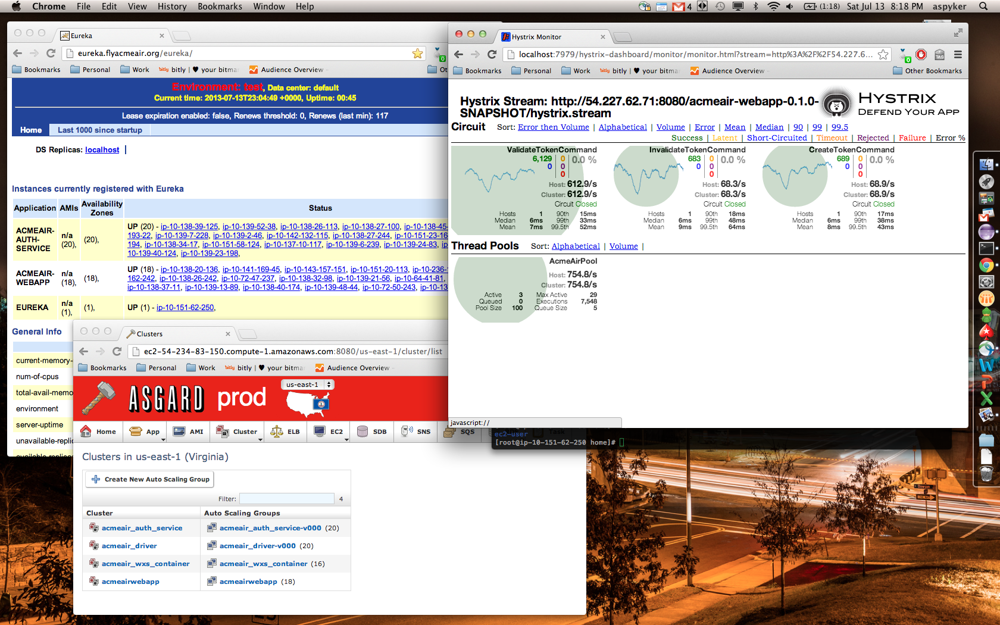 Chrome File Edit View History Bookmarks Window Help
4 (1:18) Sat Jul 13 8:18 PM aspyker
Eureka
eureka.flyacmeair.org/eureka/
Bookmarks Personal Work bitly bitly | ♥ your bitmar Audience Overview -
Environment: test, Data center: default
Current time: 2013-07-13T23:04:49 +0000, Uptime: 00:45
Lease expiration enabled: false, Renews threshold: 0, Renews (last min): 117
Home Last 1000 since startup
DS Replicas: localhost |
Instances currently registered with Eureka
Application AMIs Availability Zones Status
ACMEAIR-AUTH-SERVICE n/a (20), (20),
UP (20) - ip-10-138-39-125, ip-10-139-52-38, ip-10-138-26-113, ip-10-138-27-100, ip-10-138-45-
193-22, ip-10-139-7-228, ip-10-139-2-46, ip-10-142-132-115, ip-10-138-27-244, ip-10-151-23-16
194, ip-10-138-34-17, ip-10-151-58-124, ip-10-137-10-117, ip-10-139-6-239, ip-10-139-24-83, ip
10-139-40-124, ip-10-139-23-198,
ACMEAIR-WEBAPP n/a (18), (18),
UP (18) - ip-10-138-20-136, ip-10-141-169-45, ip-10-143-157-151, ip-10-151-20-113, ip-10-236-1
162-242, ip-10-138-26-242, ip-10-72-47-237, ip-10-138-32-98, ip-10-139-21-56, ip-10-64-41-81,
ip-10-138-37-11, ip-10-139-13-89, ip-10-138-40-174, ip-10-139-48-44, ip-10-72-50-243, ip-10-13
EUREKA n/a (1), (1), UP (1) - ip-10-151-62-250,
General Info
current-memory-
num-of-cpus
total-avail-memo
environment
server-uptime
unavailable-replic
available-replicas
Hystrix Monitor
localhost:7979/hystrix-dashboard/monitor/monitor.html?stream=http%3A%2F%2F54.227.6...
Bookmarks Personal Work bitly bitly | ♥ your bitmar Audience Overview - Other Bookmarks
Hystrix Stream: http://54.227.62.71:8080/acmeair-webapp-0.1.0-
SNAPSHOT/hystrix.stream
HYSTRIX
DEFEND YOUR APP
Circuit Sort: Error then Volume | Alphabetical | Volume | Error | Mean | Median | 90 | 99 | 99.5
Success | Latent | Short-Circuited | Timeout | Rejected | Failure | Error %
ValidateTokenCommand
6,129 0 0.0 %
0 0
0
Host: 612.9/s
Cluster: 612.9/s
Circuit Closed
Hosts 1 90th 15ms
Median 6ms 99th 33ms
Mean 7ms 99.5th 52ms
InvalidateTokenCommand
683 0 0.0 %
0 0
0
Host: 68.3/s
Cluster: 68.3/s
Circuit Closed
Hosts 1 90th 18ms
Median 6ms 99th 48ms
Mean 9ms 99.5th 64ms
CreateTokenCommand
689 0 0.0 %
0 0
0
Host: 68.9/s
Cluster: 68.9/s
Circuit Closed
Hosts 1 90th 17ms
Median 6ms 99th 38ms
Mean 8ms 99.5th 43ms
Thread Pools Sort: Alphabetical | Volume |
AcmeAirPool
Host: 754.8/s
Cluster: 754.8/s
Active 3 Max Active 29
Queued 0 Executions 7,548
Pool Size 100 Queue Size 5
javascript://
ec2-user
[root@ip-10-151-62-250 home]#
Clusters
ec2-54-234-83-150.compute-1.amazonaws.com:8080/us-east-1/cluster/list
Bookmarks Personal Work bitly bitly | ♥ your bitmar Audience Overview -
ASGARD prod us-east-1
Home App AMI Cluster ELB EC2 SDB SNS SQS Task
Clusters in us-east-1 (Virginia)
Create New Auto Scaling Group
Filter: 4
Cluster Auto Scaling Groups
acmeair_auth_service acmeair_auth_service-v000 (20)
acmeair_driver acmeair_driver-v000 (20)
acmeair_wxs_container acmeair_wxs_container (16)
acmeairwebapp acmeairwebapp (18)